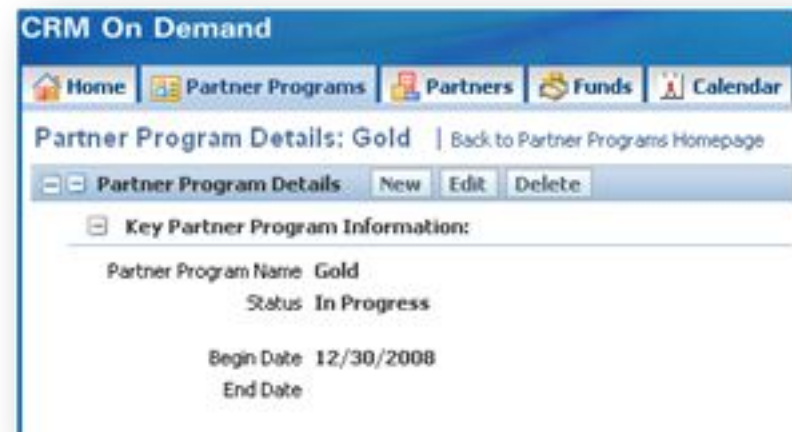 CRM On Demand
Home Partner Programs Partners Funds Calendar
Partner Program Details: Gold | Back to Partner Programs Homepage
Partner Program Details New Edit Delete
Key Partner Program Information:
Partner Program Name Gold
Status In Progress
Begin Date 12/30/2008
End Date